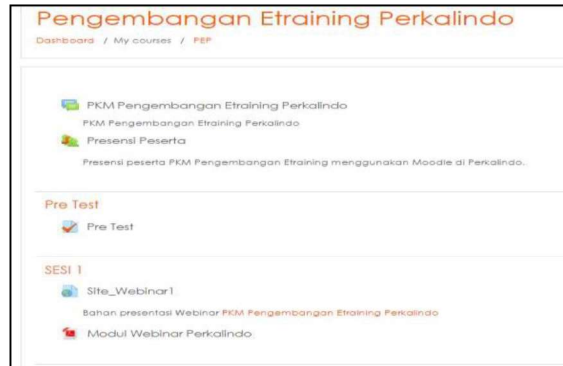 Pengembangan Etraining Perkalindo
Dashboard / My courses / PEP
PKM Pengembangan Etraining Perkalindo
PKM Pengembangan Etraining Perkalindo
Presensi Peserta
Presensi peserta PKM Pengembangan Etraining menggunakan Moodle di Perkalindo.
Pre Test
Pre Test
SESI 1
Site_Webinar1
Bahan presentasi Webinar PKM Pengembangan Etraining Perkalindo
Modul Webinar Perkalindo